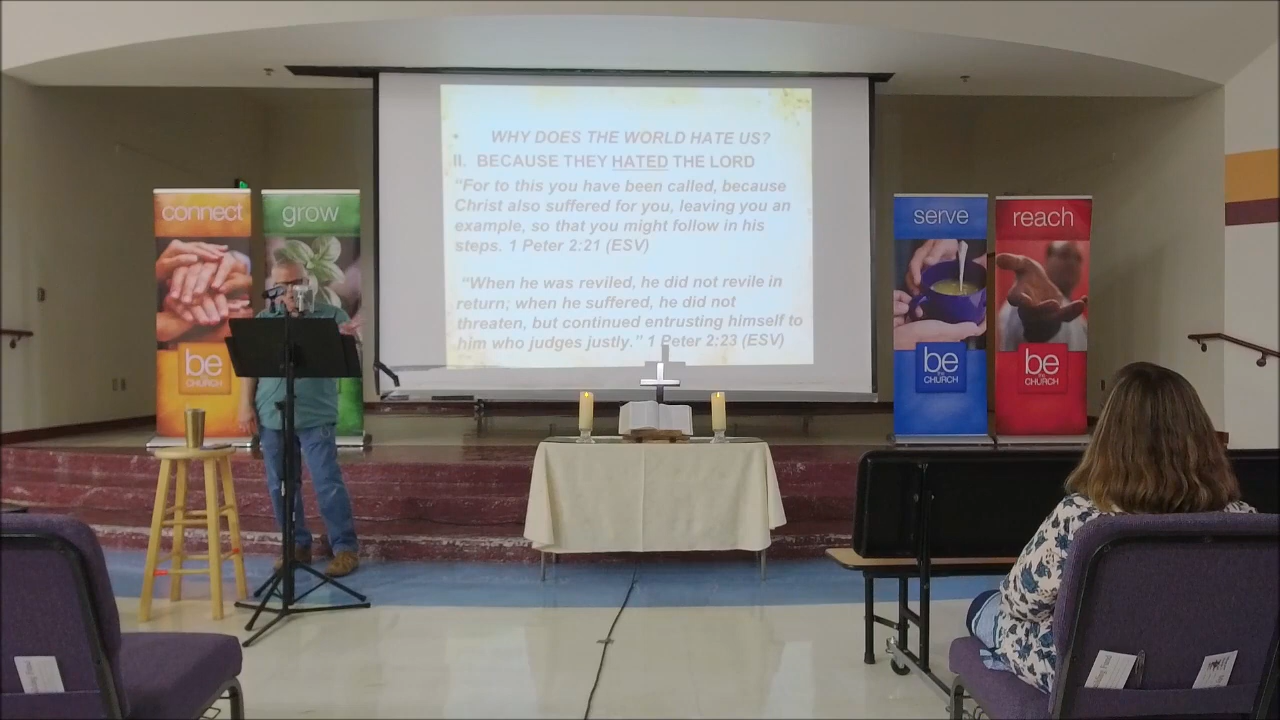 WHY DOES THE WORLD HATE US?
II. BECAUSE THEY HATED THE LORD
“For to this you have been called, because
Christ also suffered for you, leaving you an
example, so that you might follow in his
steps. 1 Peter 2:21 (ESV)
“When he was reviled, he did not revile in
return; when he suffered, he did not
threaten, but continued entrusting himself to
him who judges justly.” 1 Peter 2:23 (ESV)
connect
grow
serve
reach
be
CHURCH
be
the
CHURCH
be
the
CHURCH